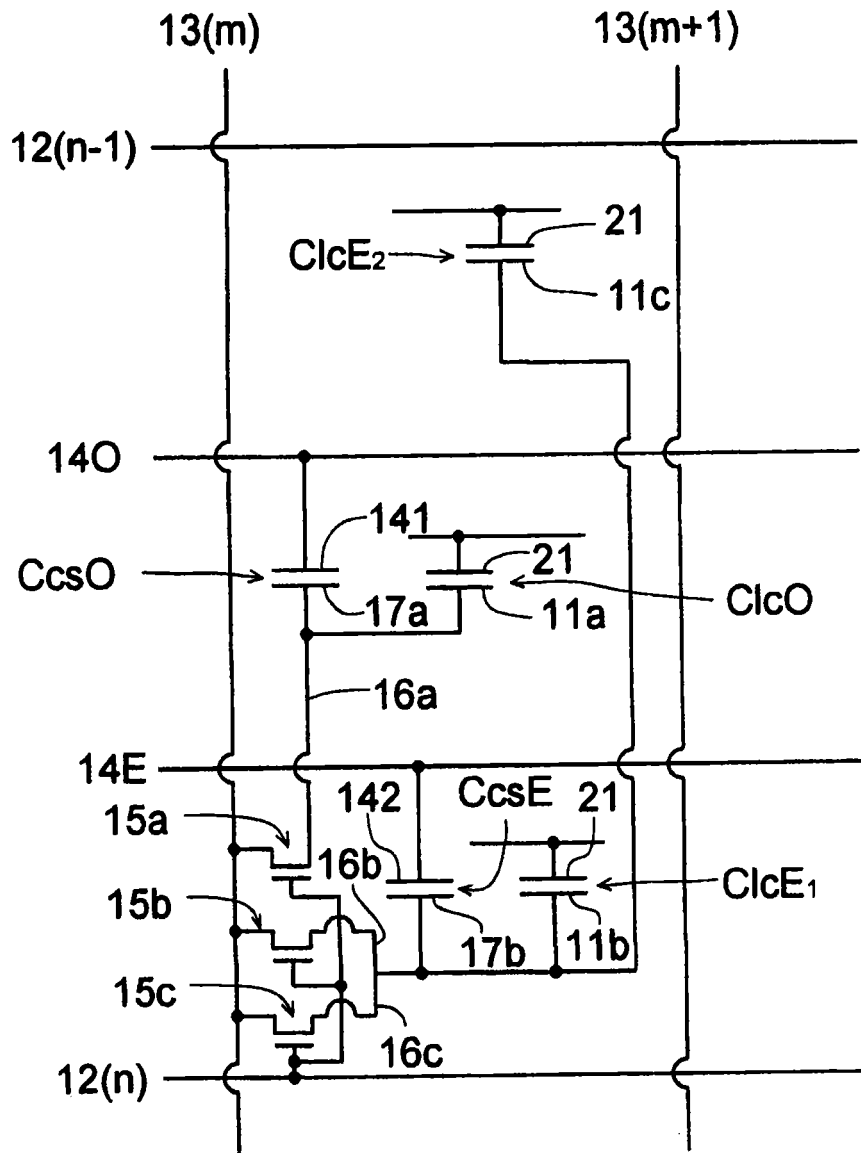 13(m)
13(m+1)
12(n-1)
21
ClcE2
11c
14O
141
21
CcsO
17a
11a
ClcO
16a
14E
CcsE
142
21
15a
16b
ClcE1
15b
17b
11b
15c
16c
12(n)